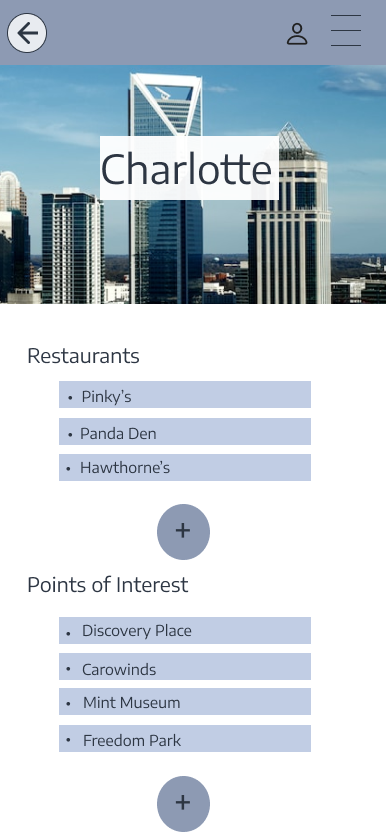 Charlotte
Restaurants
• Pinky’s
• Panda Den
• Hawthorne’s
+
Points of Interest
• Discovery Place
• Carowinds
• Mint Museum
• Freedom Park
+